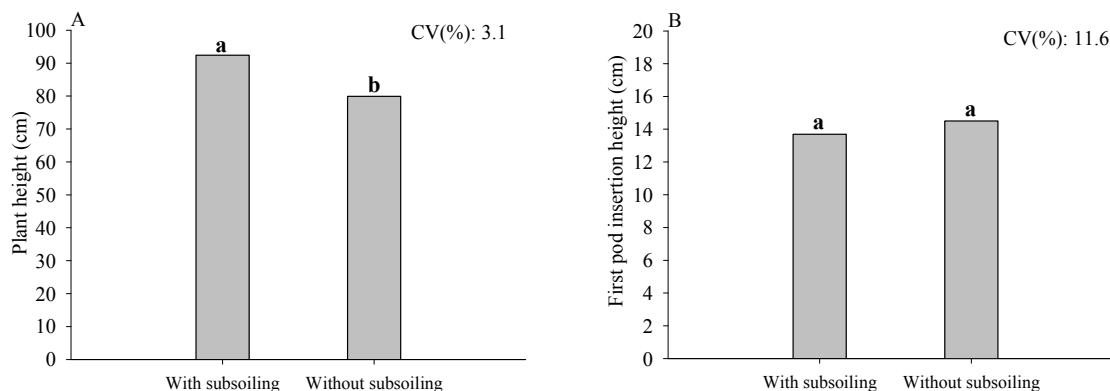 A
CV(%): 3.1
Plant height (cm)
100
90
80
70
60
50
40
30
20
10
0
a
b
With subsoiling
Without subsoiling
B
CV(%): 11.6
First pod insertion height (cm)
20
18
16
14
12
10
8
6
4
2
0
a
a
With subsoiling
Without subsoiling